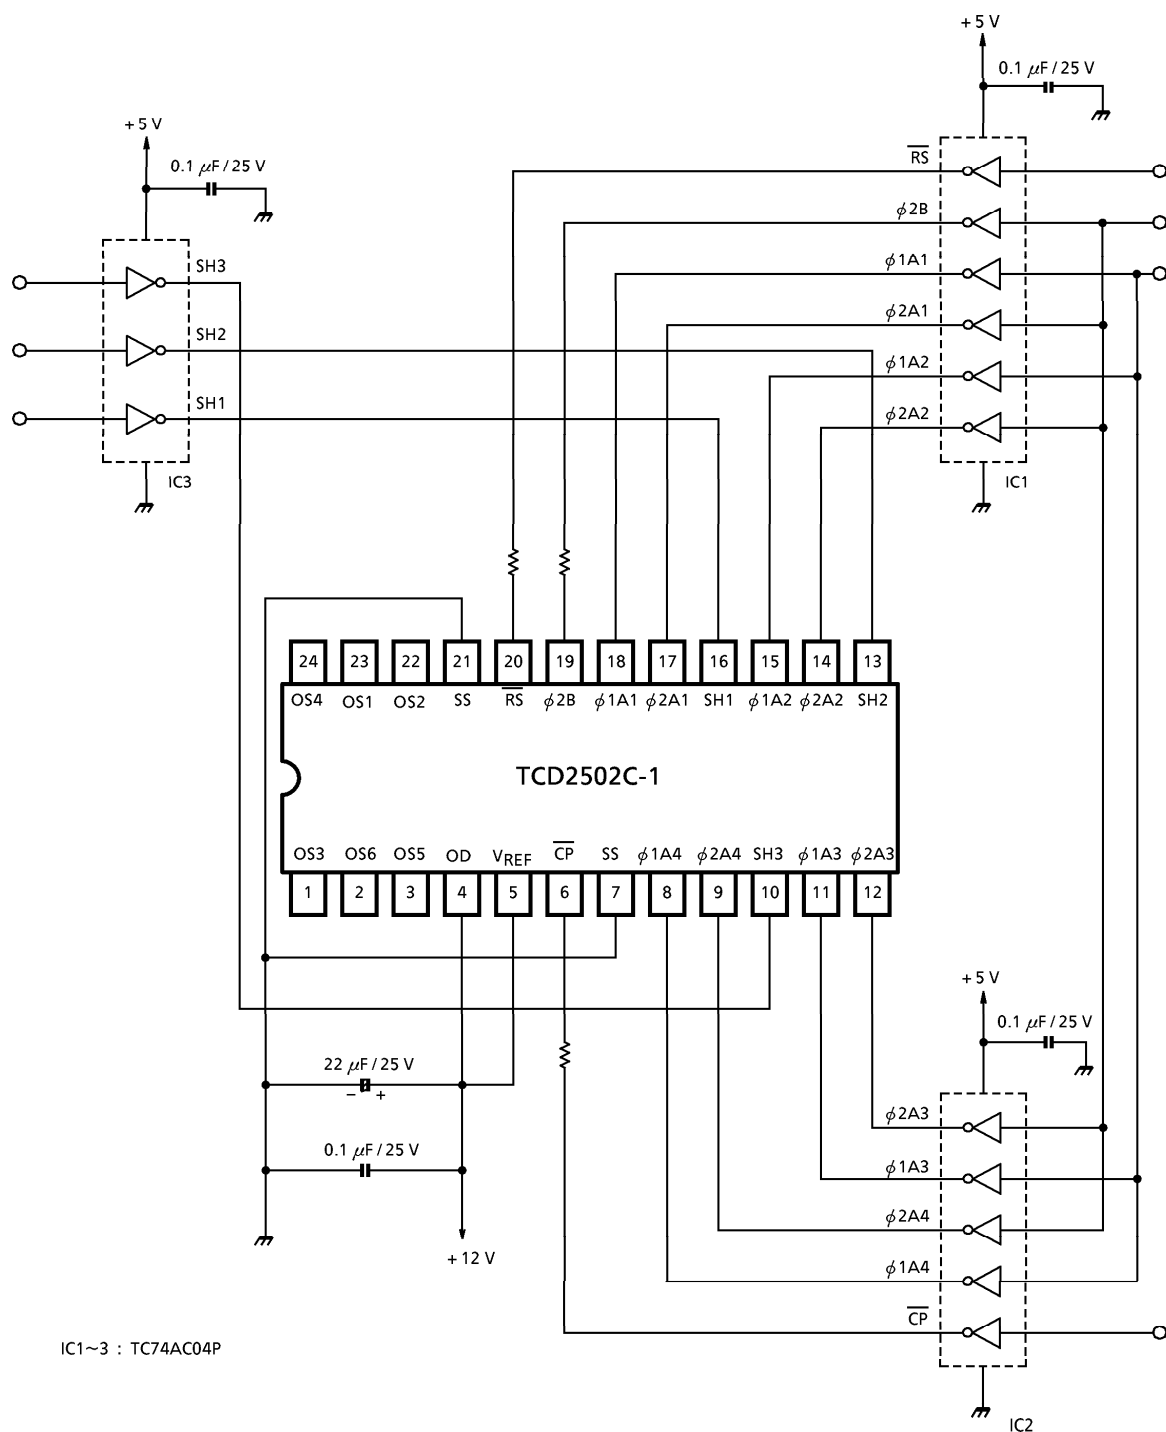 +5 V
0.1 μF/25 V
+5 V
0.1 μF/25 V
R̅S̅
ϕ2B
ϕ1A1
ϕ2A1
ϕ1A2
ϕ2A2
SH3
SH2
SH1
IC3
IC1
24 23 22 21 20 19 18 17 16 15 14 13
OS4 OS1 OS2 SS R̅S̅ ϕ2B ϕ1A1 ϕ2A1 SH1 ϕ1A2 ϕ2A2 SH2
TCD2502C-1
OS3 OS6 OS5 OD VREF C̅P̅ SS ϕ1A4 ϕ2A4 SH3 ϕ1A3 ϕ2A3
1 2 3 4 5 6 7 8 9 10 11 12
+5 V
0.1 μF/25 V
22 μF/25 V
− +
0.1 μF/25 V
+12 V
ϕ2A3
ϕ1A3
ϕ2A4
ϕ1A4
C̅P̅
IC1~3 : TC74AC04P
IC2